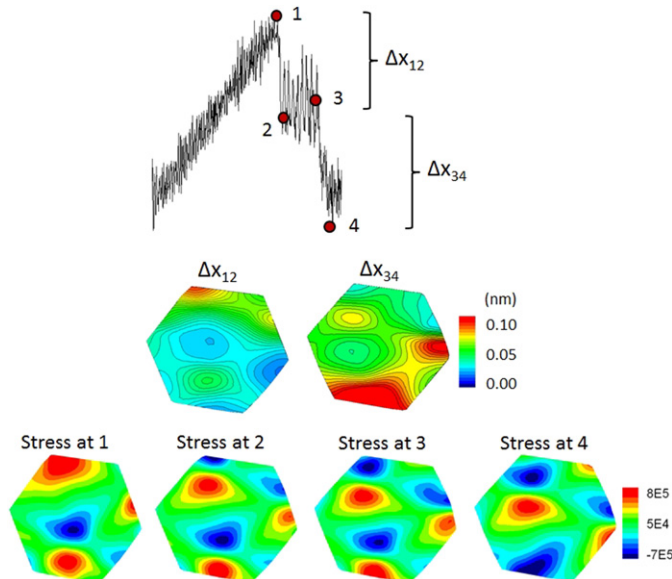 1
Δx12
3
2
Δx34
4
Δx12 Δx34
(nm)
0.10
0.05
0.00
Stress at 1 Stress at 2 Stress at 3 Stress at 4
8E5
5E4
-7E5